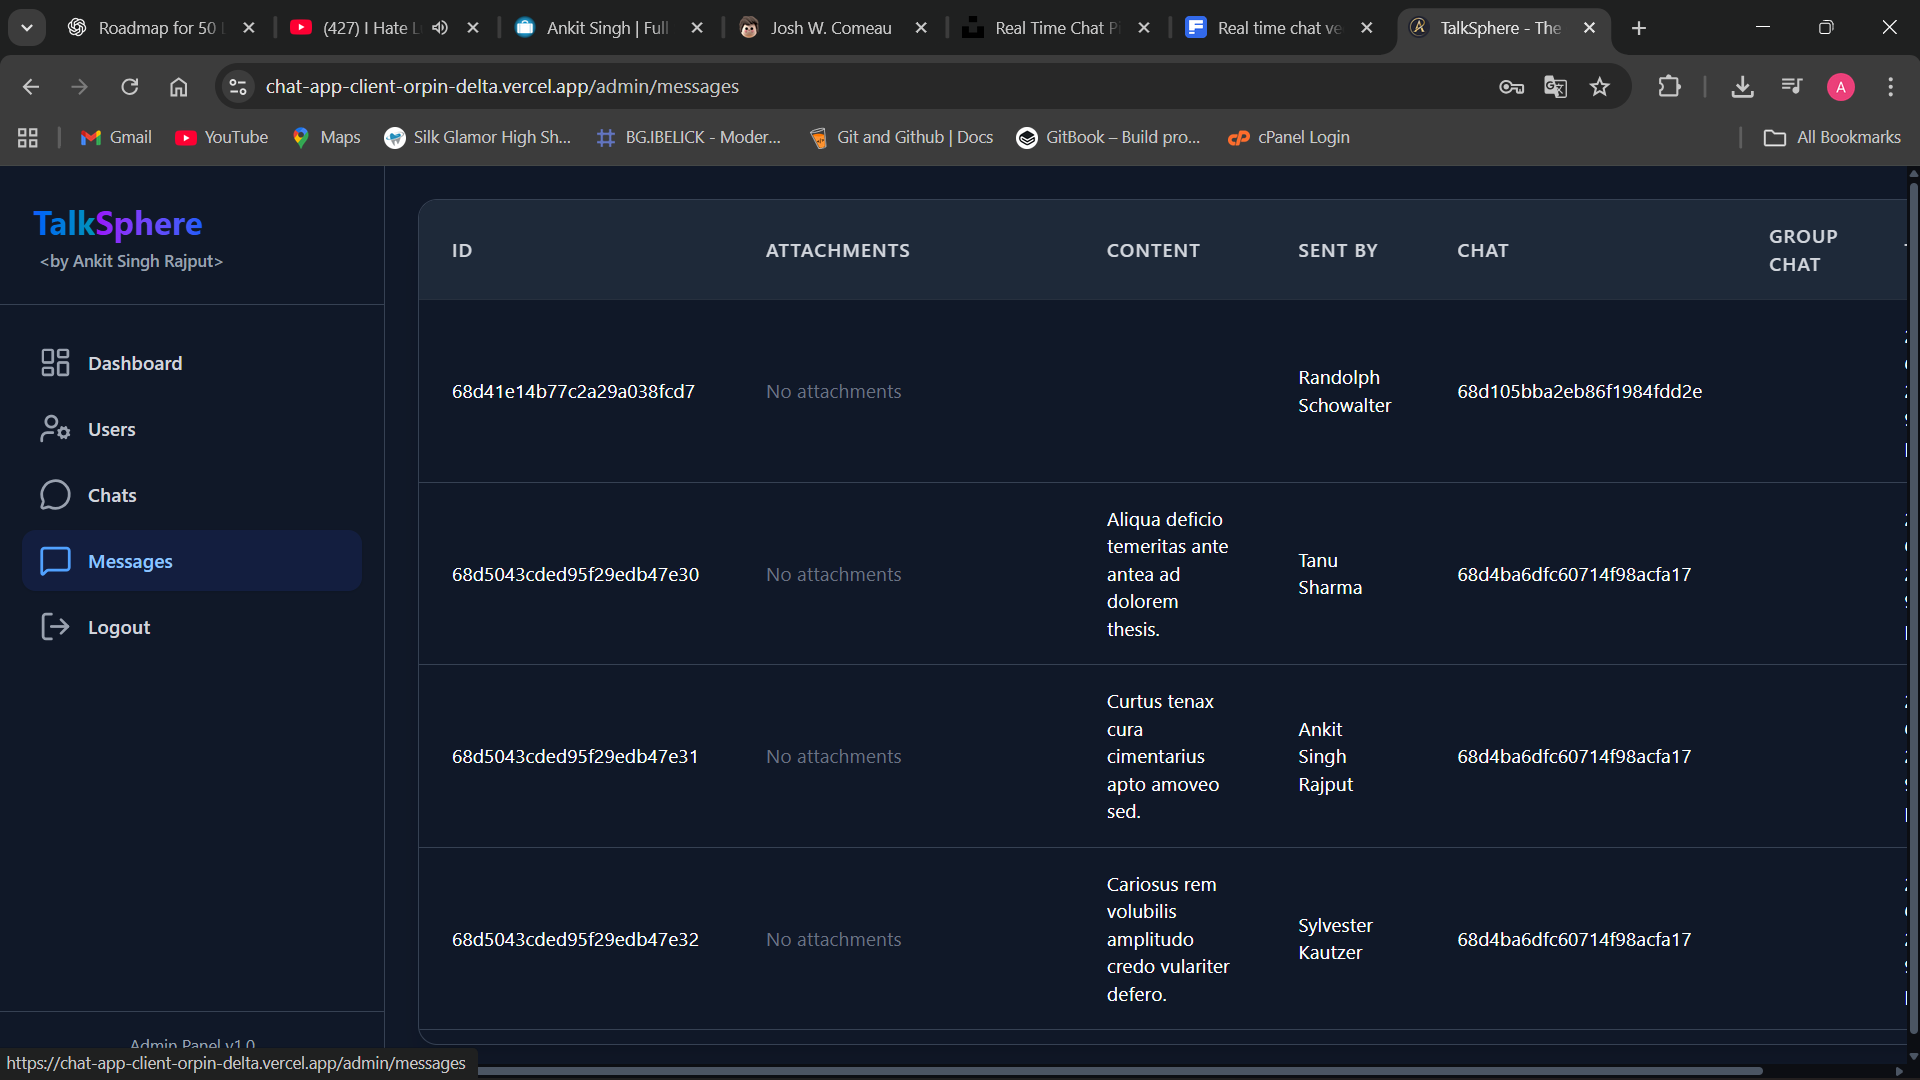 Roadmap for 50
(427) I Hate L
Ankit Singh | Full
Josh W. Comeau
Real Time Chat P
Real time chat ve
TalkSphere - The
chat-app-client-orpin-delta.vercel.app/admin/messages
A
Gmail
YouTube
Maps
Silk Glamor High Sh...
BG.IBELICK - Moder...
Git and Github | Docs
GitBook – Build pro...
cPanel Login
All Bookmarks
TalkSphere
<by Ankit Singh Rajput>
Dashboard
Users
Chats
Messages
Logout
Admin Panel v1.0
https://chat-app-client-orpin-delta.vercel.app/admin/messages
ID
ATTACHMENTS
CONTENT
SENT BY
CHAT
GROUP
CHAT
68d41e14b77c2a29a038fcd7
No attachments
Randolph
Schowalter
68d105bba2eb86f1984fdd2e
68d5043cded95f29edb47e30
No attachments
Aliqua deficio
temeritas ante
antea ad
dolorem
thesis.
Tanu
Sharma
68d4ba6dfc60714f98acfa17
68d5043cded95f29edb47e31
No attachments
Curtus tenax
cura
cimentarius
apto amoveo
sed.
Ankit
Singh
Rajput
68d4ba6dfc60714f98acfa17
68d5043cded95f29edb47e32
No attachments
Cariosus rem
volubilis
amplitudo
credo vulariter
defero.
Sylvester
Kautzer
68d4ba6dfc60714f98acfa17